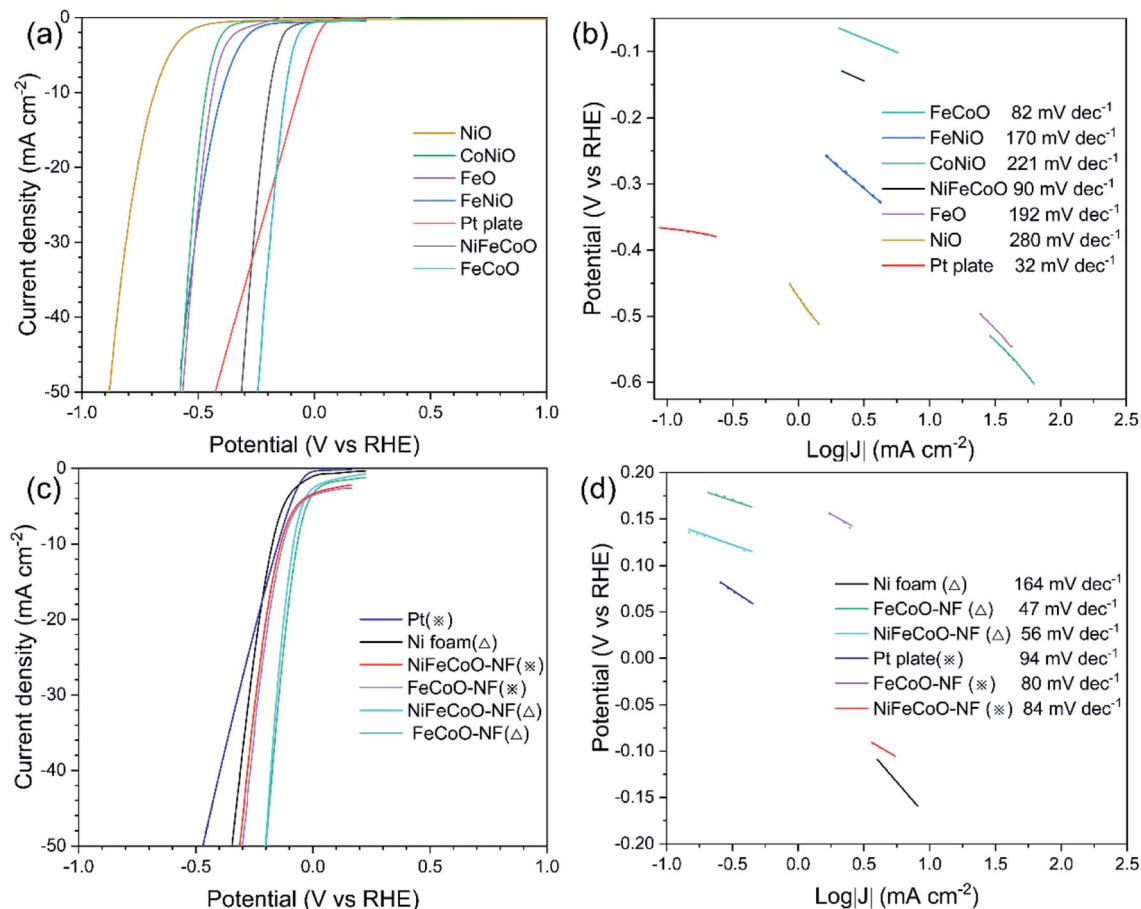 (a)
0
-10
-20
-30
-40
-50
Current density (mA cm-2)
NiO
CoNiO
FeO
FeNiO
Pt plate
NiFeCoO
FeCoO
-1.0 -0.5 0.0 0.5 1.0
Potential (V vs RHE)
(b)
-0.1
-0.2
-0.3
-0.4
-0.5
-0.6
Potential (V vs RHE)
FeCoO 82 mV dec-1
FeNiO 170 mV dec-1
CoNiO 221 mV dec-1
NiFeCoO 90 mV dec-1
FeO 192 mV dec-1
NiO 280 mV dec-1
Pt plate 32 mV dec-1
-1.0 -0.5 0.0 0.5 1.0 1.5 2.0 2.5
Log|J| (mA cm-2)
(c)
0
-10
-20
-30
-40
-50
Current density (mA cm-2)
Pt(※)
Ni foam(△)
NiFeCoO-NF(※)
FeCoO-NF(※)
NiFeCoO-NF(△)
FeCoO-NF(△)
-1.0 -0.5 0.0 0.5 1.0
Potential (V vs RHE)
(d)
0.20
0.15
0.10
0.05
0.00
-0.05
-0.10
-0.15
-0.20
Potential (V vs RHE)
Ni foam (△) 164 mV dec-1
FeCoO-NF (△) 47 mV dec-1
NiFeCoO-NF (△) 56 mV dec-1
Pt plate(※) 94 mV dec-1
FeCoO-NF (※) 80 mV dec-1
NiFeCoO-NF (※) 84 mV dec-1
-1.0 -0.5 0.0 0.5 1.0 1.5 2.0 2.5
Log|J| (mA cm-2)